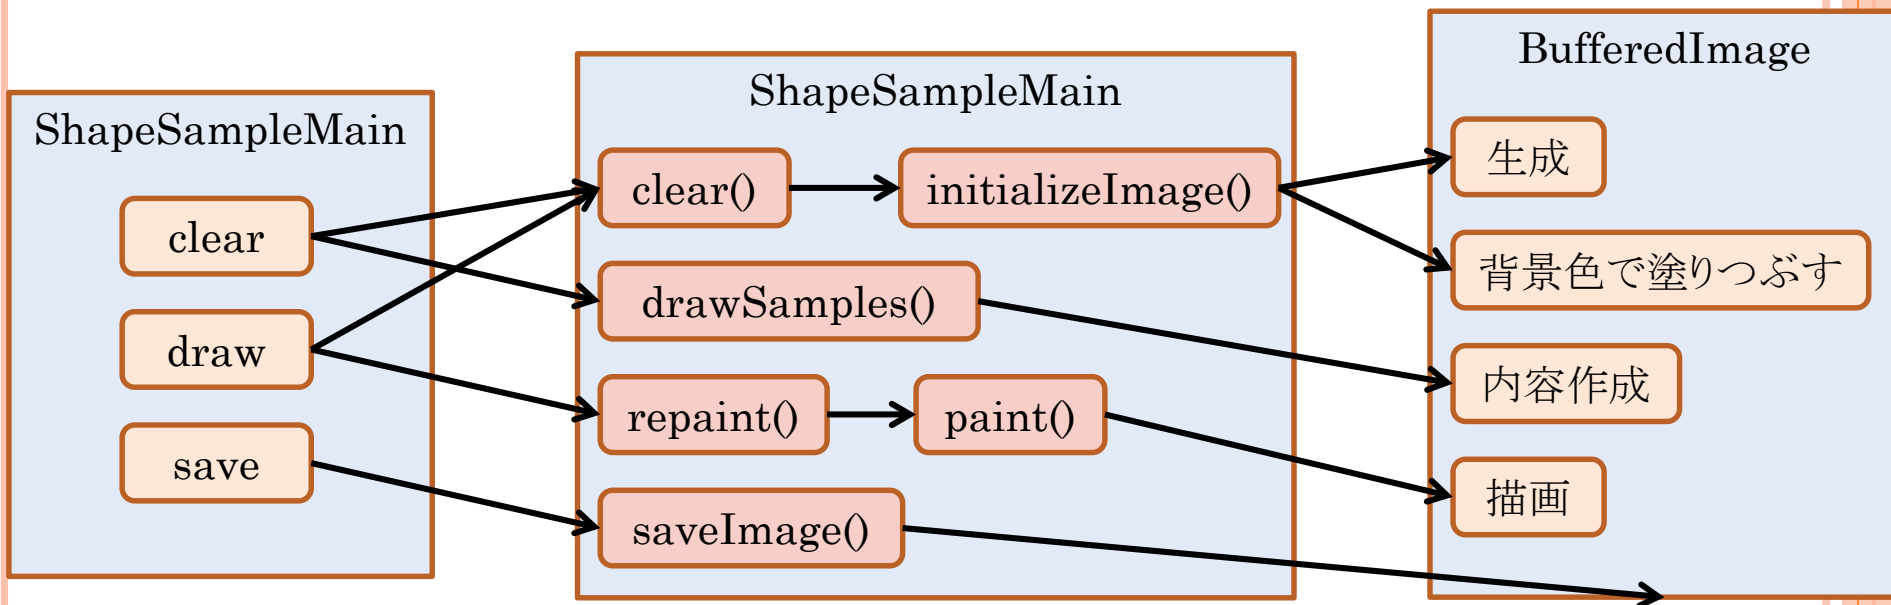 ShapeSampleMain
clear
draw
save
ShapeSampleMain
clear()
initializeImage()
drawSamples()
repaint()
paint()
saveImage()
BufferedImage
生成
背景色で塗りつぶす
内容作成
描画